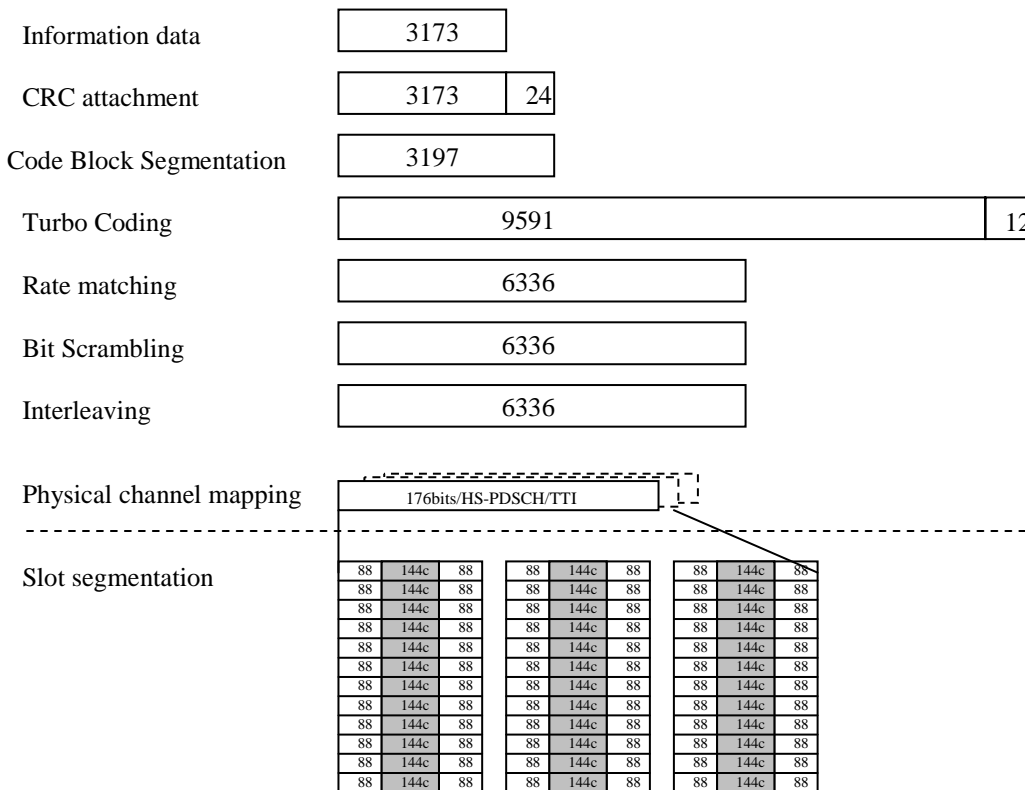 Information data 3173
CRC attachment 3173 24
Code Block Segmentation 3197
Turbo Coding 9591 12
Rate matching 6336
Bit Scrambling 6336
Interleaving 6336
Physical channel mapping 176bits/HS-PDSCH/TTI
Slot segmentation
88 144c 88 88 144c 88 88 144c 88
88 144c 88 88 144c 88 88 144c 88
88 144c 88 88 144c 88 88 144c 88
88 144c 88 88 144c 88 88 144c 88
88 144c 88 88 144c 88 88 144c 88
88 144c 88 88 144c 88 88 144c 88
88 144c 88 88 144c 88 88 144c 88
88 144c 88 88 144c 88 88 144c 88
88 144c 88 88 144c 88 88 144c 88
88 144c 88 88 144c 88 88 144c 88
88 144c 88 88 144c 88 88 144c 88
88 144c 88 88 144c 88 88 144c 88